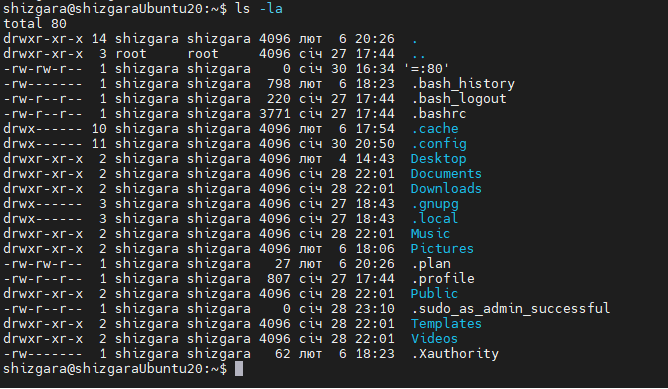 shizgara@shizgaraUbuntu20:~$ ls -la
total 80
drwxr-xr-x 14 shizgara shizgara 4096 лют  6 20:26  .
drwxr-xr-x  3 root     root     4096 січ 27 17:44  ..
-rw-rw-r--  1 shizgara shizgara    0 січ 30 16:34 '=:80'
-rw-------  1 shizgara shizgara  798 лют  6 18:23  .bash_history
-rw-r--r--  1 shizgara shizgara  220 січ 27 17:44  .bash_logout
-rw-r--r--  1 shizgara shizgara 3771 січ 27 17:44  .bashrc
drwx------ 10 shizgara shizgara 4096 лют  6 17:54  .cache
drwx------ 11 shizgara shizgara 4096 січ 30 20:50  .config
drwxr-xr-x  2 shizgara shizgara 4096 лют  4 14:43  Desktop
drwxr-xr-x  2 shizgara shizgara 4096 січ 28 22:01  Documents
drwxr-xr-x  2 shizgara shizgara 4096 січ 28 22:01  Downloads
drwx------  3 shizgara shizgara 4096 січ 27 18:43  .gnupg
drwx------  3 shizgara shizgara 4096 січ 27 18:43  .local
drwxr-xr-x  2 shizgara shizgara 4096 січ 28 22:01  Music
drwxr-xr-x  2 shizgara shizgara 4096 лют  6 18:06  Pictures
-rw-rw-r--  1 shizgara shizgara   27 лют  6 20:26  .plan
-rw-r--r--  1 shizgara shizgara  807 січ 27 17:44  .profile
drwxr-xr-x  2 shizgara shizgara 4096 січ 28 22:01  Public
-rw-r--r--  1 shizgara shizgara    0 січ 28 23:10  .sudo_as_admin_successful
drwxr-xr-x  2 shizgara shizgara 4096 січ 28 22:01  Templates
drwxr-xr-x  2 shizgara shizgara 4096 січ 28 22:01  Videos
-rw-------  1 shizgara shizgara   62 лют  6 18:23  .Xauthority
shizgara@shizgaraUbuntu20:~$